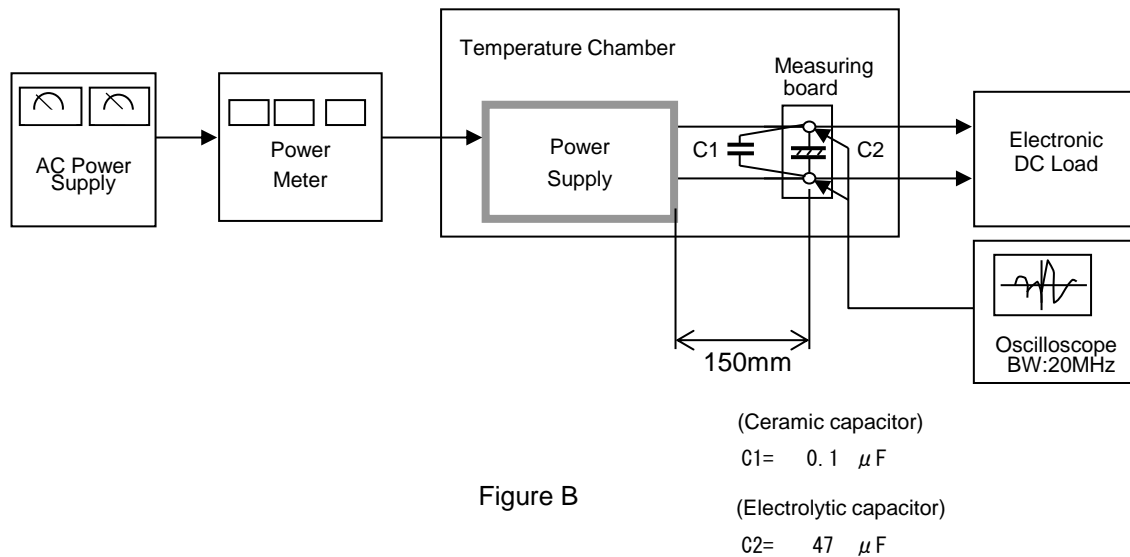 Temperature Chamber
Measuring
board
AC Power
Supply
Power
Meter
Power
Supply
C1
C2
Electronic
DC Load
150mm
Oscilloscope
BW:20MHz
(Ceramic capacitor)
C1= 0.1 μF
Figure B
(Electrolytic capacitor)
C2= 47 μF